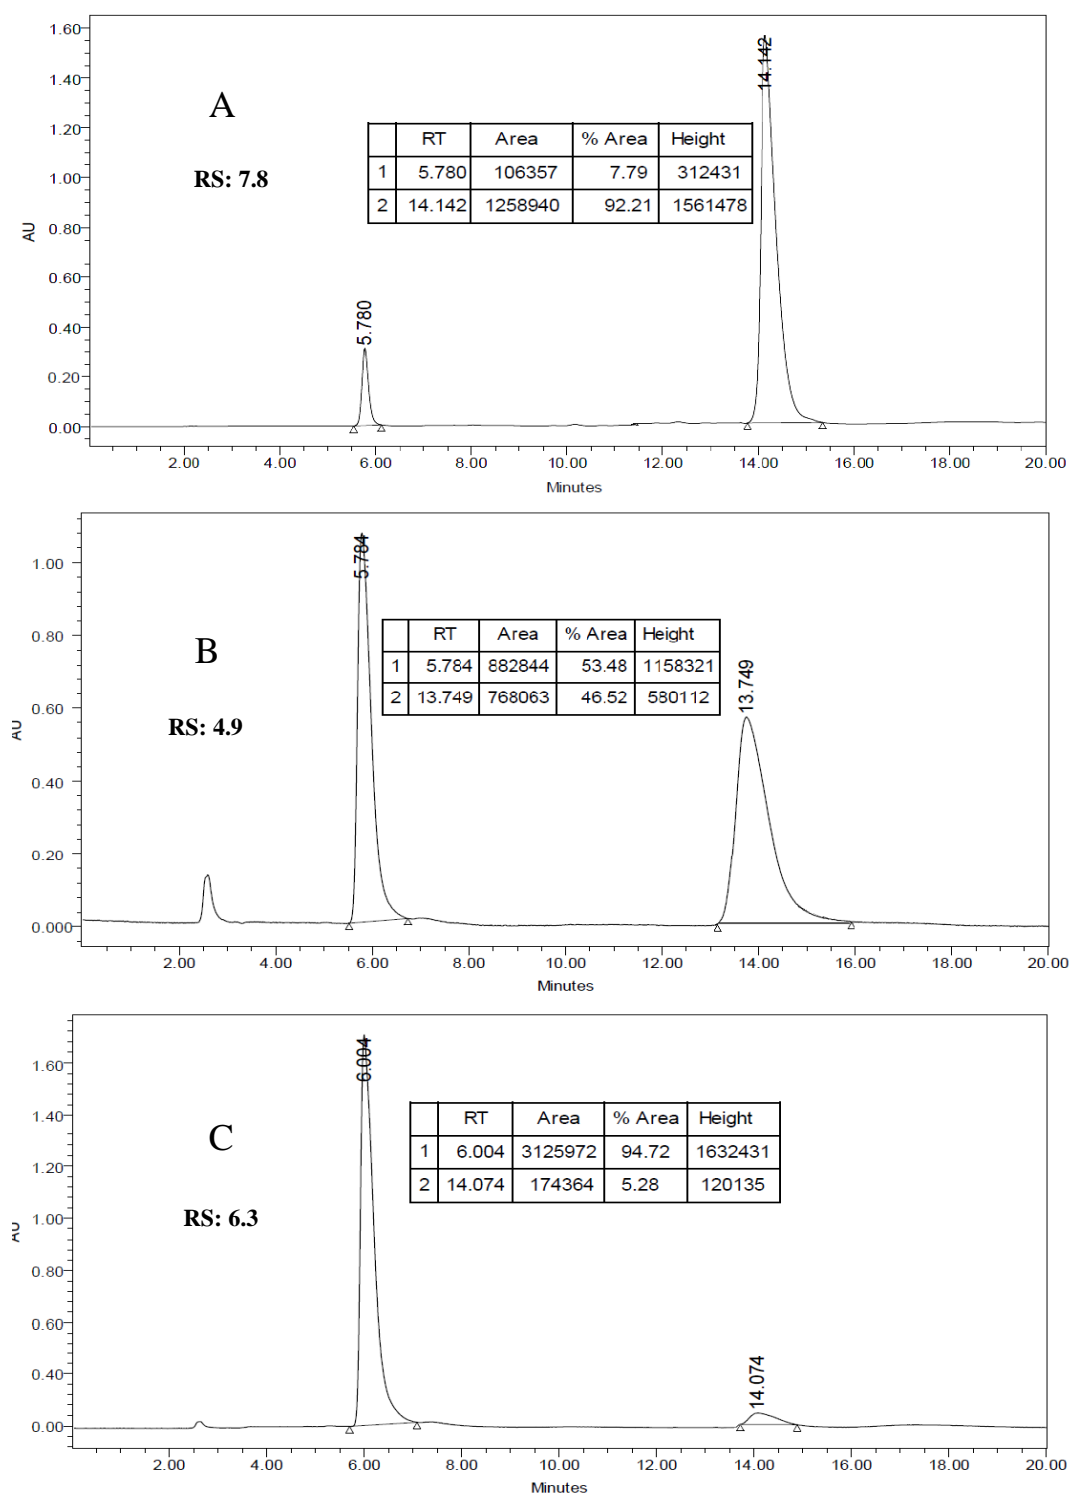 1.60
14.142
1.40
A
1.20
RT Area % Area Height
1 5.780 106357 7.79 312431
RS: 7.8
1.00
2 14.142 1258940 92.21 1561478
0.80
AU
0.60
5.780
0.40
0.20
0.00
2.00 4.00 6.00 8.00 10.00 12.00 14.00 16.00 18.00 20.00
Minutes
5.784
1.00
RT Area % Area Height
0.80
B
1 5.784 882844 53.48 1158321
2 13.749 768063 46.52 580112
13.749
0.60
RS: 4.9
AU
0.40
0.20
0.000
2.00 4.00 6.00 8.00 10.00 12.00 14.00 16.00 18.00 20.00
Minutes
6.004
1.60
1.40
RT Area % Area Height
C
1 6.004 3125972 94.72 1632431
1.20
2 14.074 174364 5.28 120135
RS: 6.3
1.00
AU
0.80
0.60
14.074
0.40
0.20
0.00
2.00 4.00 6.00 8.00 10.00 12.00 14.00 16.00 18.00 20.00
Minutes